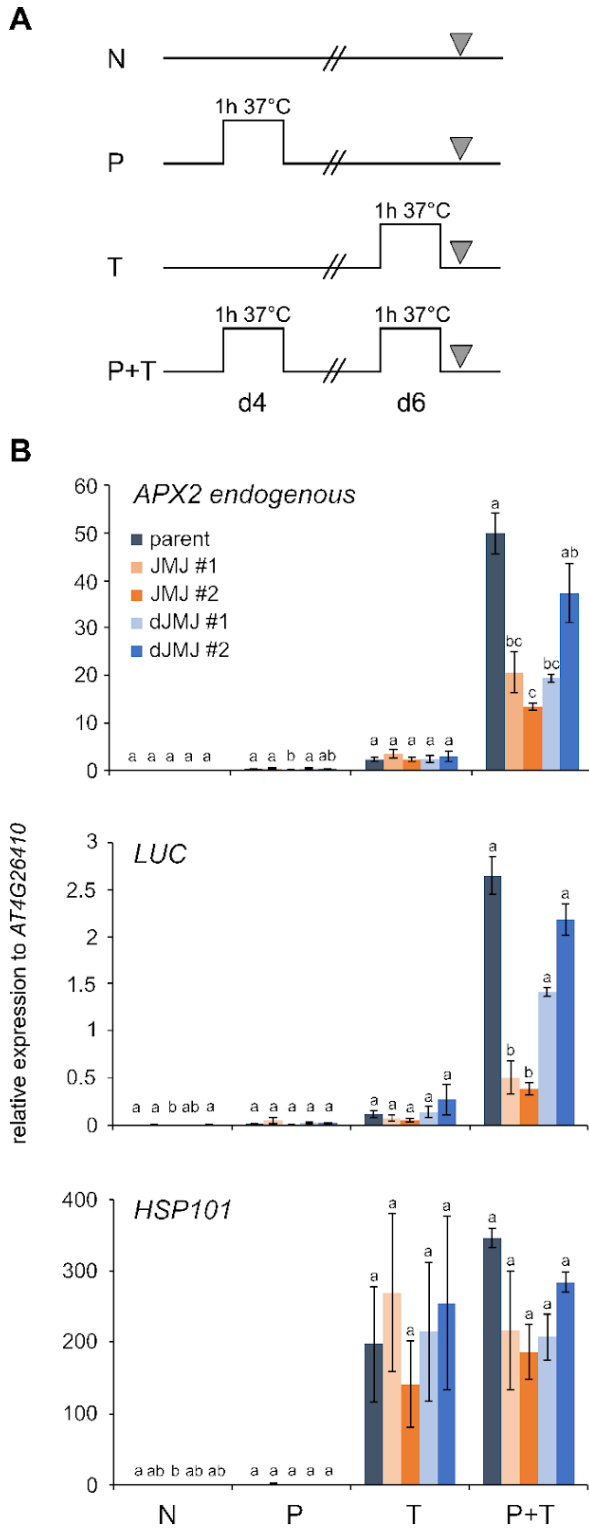 A
N
1h 37°C
P
1h 37°C
T
1h 37°C 1h 37°C
P+T
d4 d6
B
relative expression to AT4G26410
APX2 endogenous
parent
JMJ #1
JMJ #2
dJMJ #1
dJMJ #2
60
50
40
30
20
10
0
a a a a a
a a b a ab
a a a a a
a bc c bc ab
LUC
3
2.5
2
1.5
1
0.5
0
a a b ab a
a a a a a
a a a a a
a b b a a
HSP101
400
300
200
100
0
a ab b ab ab
a a a a a
a a a a a
a a a a a
N P T P+T